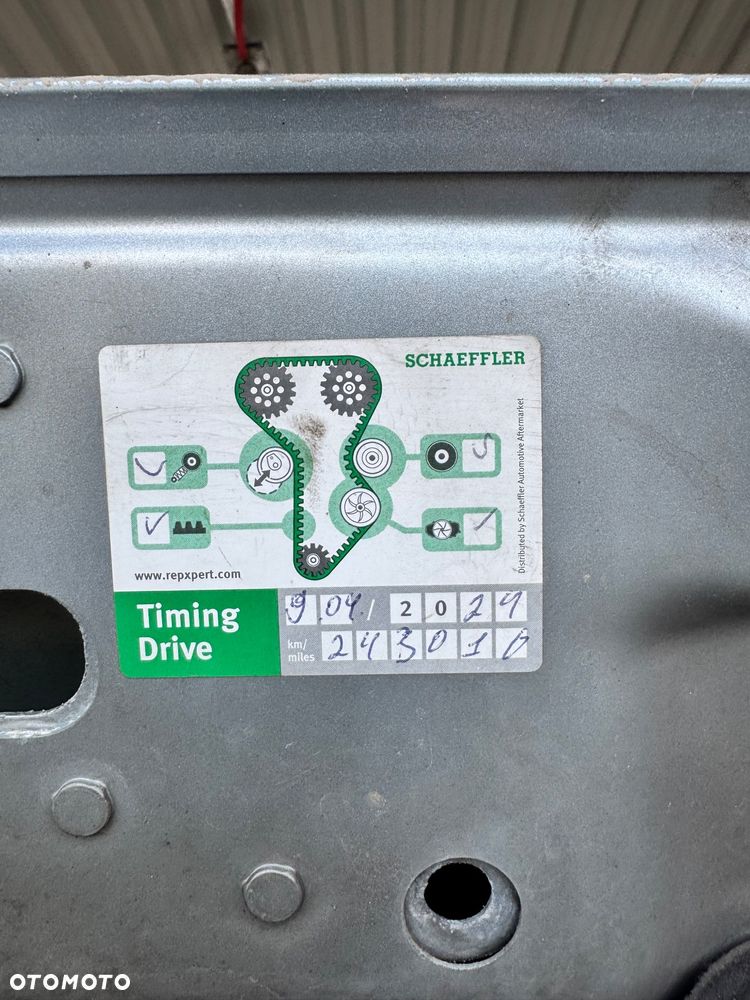 SCHAEFFLER
Distributed by Schaeffler Automotive Aftermarket
www.repxpert.com
Timing
Drive
9.04./2024
km/
miles
243010
OTOMOTO